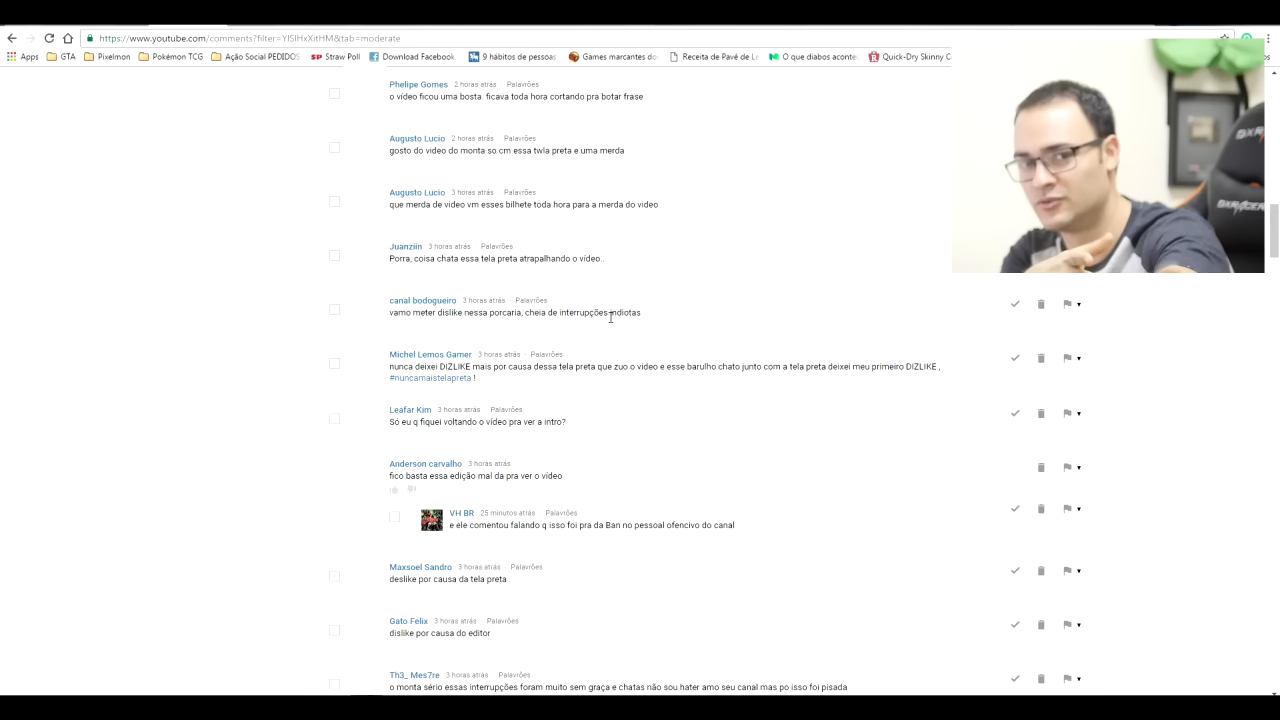 https://www.youtube.com/comments?filter=YlSlHxXitHM&tab=moderate
Apps GTA Pixelmon Pokémon TCG Ação Social PEDIDOS Straw Poll Download Facebook 9 hábitos de pessoas Games marcantes do Receita de Pavê de Le O que diabos aconte Quick-Dry Skinny C
Phelipe Gomes 2 horas atrás · Palavrões
o vídeo ficou uma bosta. ficava toda hora cortando pra botar frase
Augusto Lucio 2 horas atrás · Palavrões
gosto do video do monta so cm essa twla preta e uma merda
Augusto Lucio 3 horas atrás · Palavrões
que merda de video vm esses bilhete toda hora para a merda do video
Juanziin 3 horas atrás · Palavrões
Porra, coisa chata essa tela preta atrapalhando o vídeo..
canal bodogueiro 3 horas atrás · Palavrões
vamo meter dislike nessa porcaria, cheia de interrupções indiotas
Michel Lemos Gamer 3 horas atrás · Palavrões
nunca deixei DIZLIKE mais por causa dessa tela preta que zuo o video e esse barulho chato junto com a tela preta deixei meu primeiro DIZLIKE ,
#nuncamaistelapreta !
Leafar Kim 3 horas atrás · Palavrões
Só eu q fiquei voltando o vídeo pra ver a intro?
Anderson carvalho 3 horas atrás
fico basta essa edição mal da pra ver o vídeo
VH BR 25 minutos atrás · Palavrões
e ele comentou falando q isso foi pra da Ban no pessoal ofencivo do canal
Maxsoel Sandro 3 horas atrás · Palavrões
deslike por causa da tela preta
Gato Felix 3 horas atrás · Palavrões
dislike por causa do editor
Th3_ Mes7re 3 horas atrás · Palavrões
o monta sério essas interrupções foram muito sem graça e chatas não sou hater amo seu canal mas po isso foi pisada